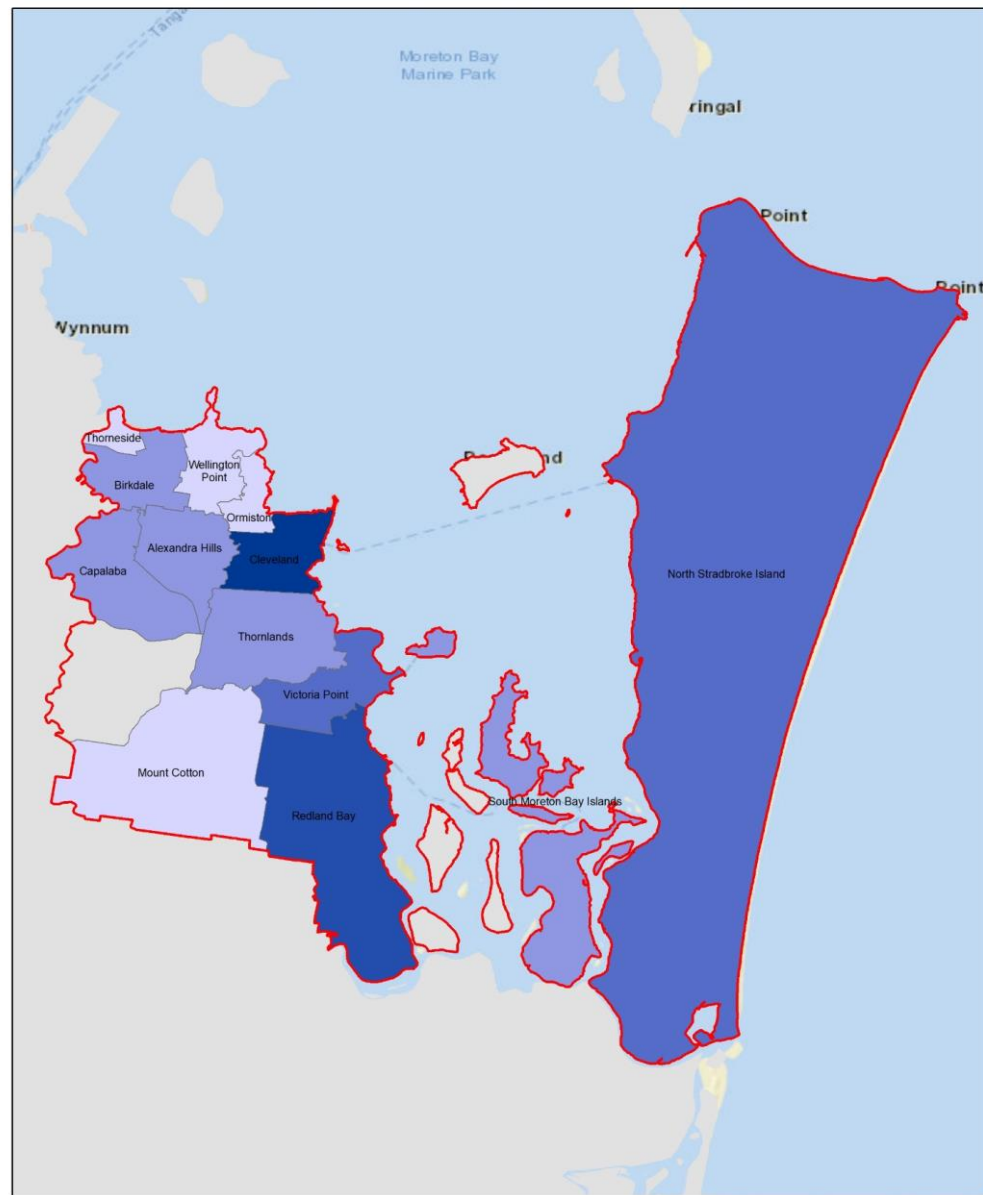 Moreton Bay
Marine Park
ringal
Point
Point
Wynnum
Thorneside
Wellington
Point
Birkdale
nd
Ormiston
Alexandra Hills
Cleveland
Capalaba
North Stradbroke Island
Thornlands
Victoria Point
Mount Cotton
South Moreton Bay Islands
Redland Bay